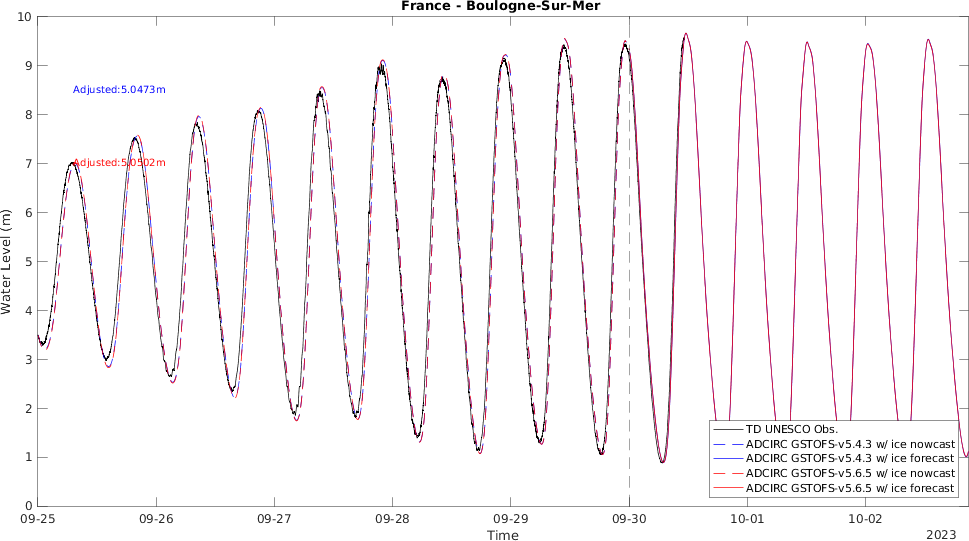 France - Boulogne-Sur-Mer
10
9
8
7
6
5
4
3
2
1
0
Water Level (m)
Adjusted:5.0473m
Adjusted:5.0502m
TD UNESCO Obs.
ADCIRC GSTOFS-v5.4.3 w/ ice nowcast
ADCIRC GSTOFS-v5.4.3 w/ ice forecast
ADCIRC GSTOFS-v5.6.5 w/ ice nowcast
ADCIRC GSTOFS-v5.6.5 w/ ice forecast
09-25 09-26 09-27 09-28 09-29 09-30 10-01 10-02
Time
2023